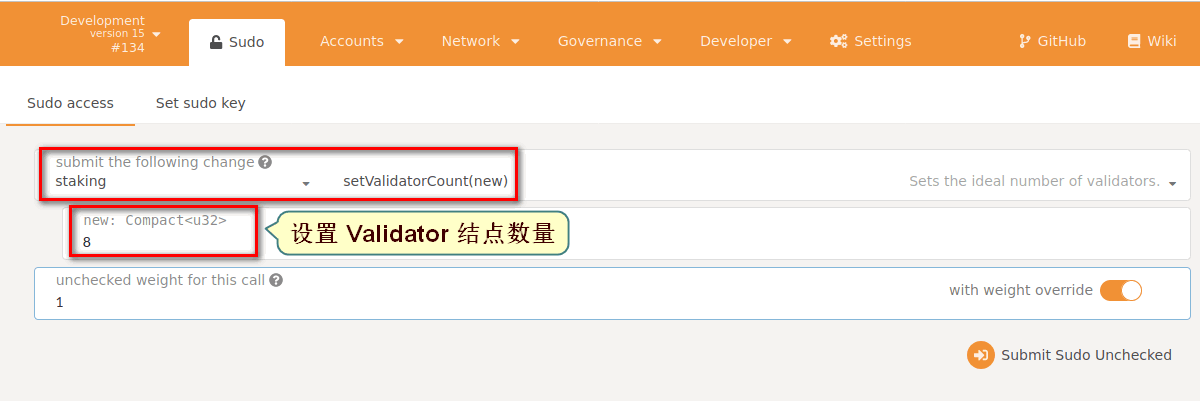 Development
version 15
#134
Sudo
Accounts
Network
Governance
Developer
Settings
GitHub
Wiki
Sudo access
Set sudo key
submit the following change
staking
setValidatorCount(new)
Sets the ideal number of validators.
new: Compact<u32>
8
设置 Validator 结点数量
unchecked weight for this call
1
with weight override
Submit Sudo Unchecked